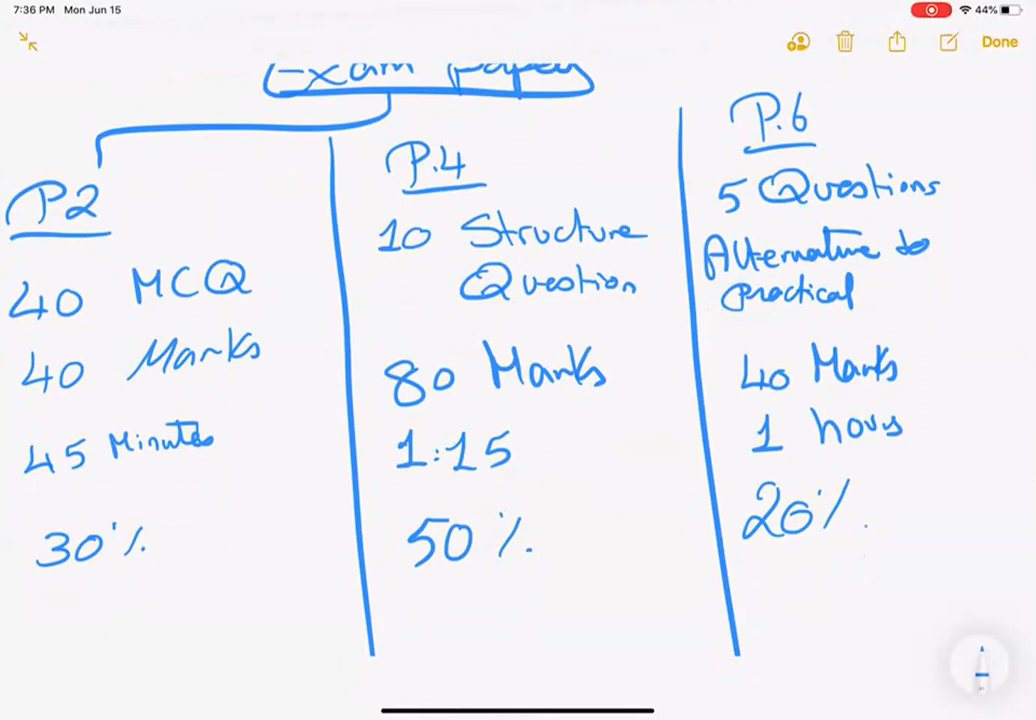 7:36 PM Mon Jun 15
44%
Done
Exam papers
P2
40 MCQ
40 Marks
45 Minutes
30%
P.4
10 Structure
Question
80 Marks
1:15
50%
P.6
5 Questions
Alternative to
practical
40 Marks
1 hours
20%